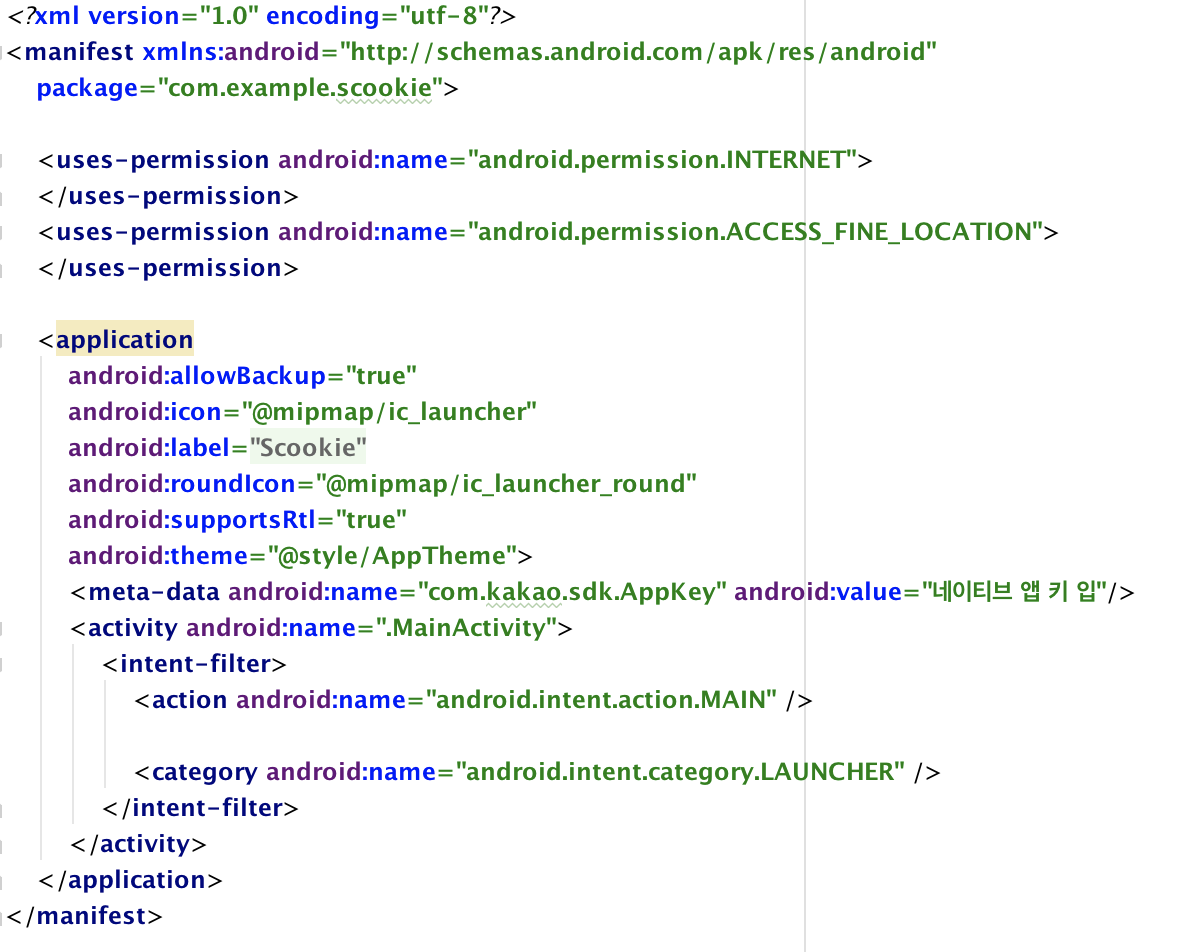 <?xml version="1.0" encoding="utf-8"?>
<manifest xmlns:android="http://schemas.android.com/apk/res/android"
package="com.example.scookie">
<uses-permission android:name="android.permission.INTERNET">
</uses-permission>
<uses-permission android:name="android.permission.ACCESS_FINE_LOCATION">
</uses-permission>
<application
android:allowBackup="true"
android:icon="@mipmap/ic_launcher"
android:label="Scookie"
android:roundIcon="@mipmap/ic_launcher_round"
android:supportsRtl="true"
android:theme="@style/AppTheme">
<meta-data android:name="com.kakao.sdk.AppKey" android:value="네이티브 앱 키 입"/>
<activity android:name=".MainActivity">
<intent-filter>
<action android:name="android.intent.action.MAIN" />
<category android:name="android.intent.category.LAUNCHER" />
</intent-filter>
</activity>
</application>
</manifest>